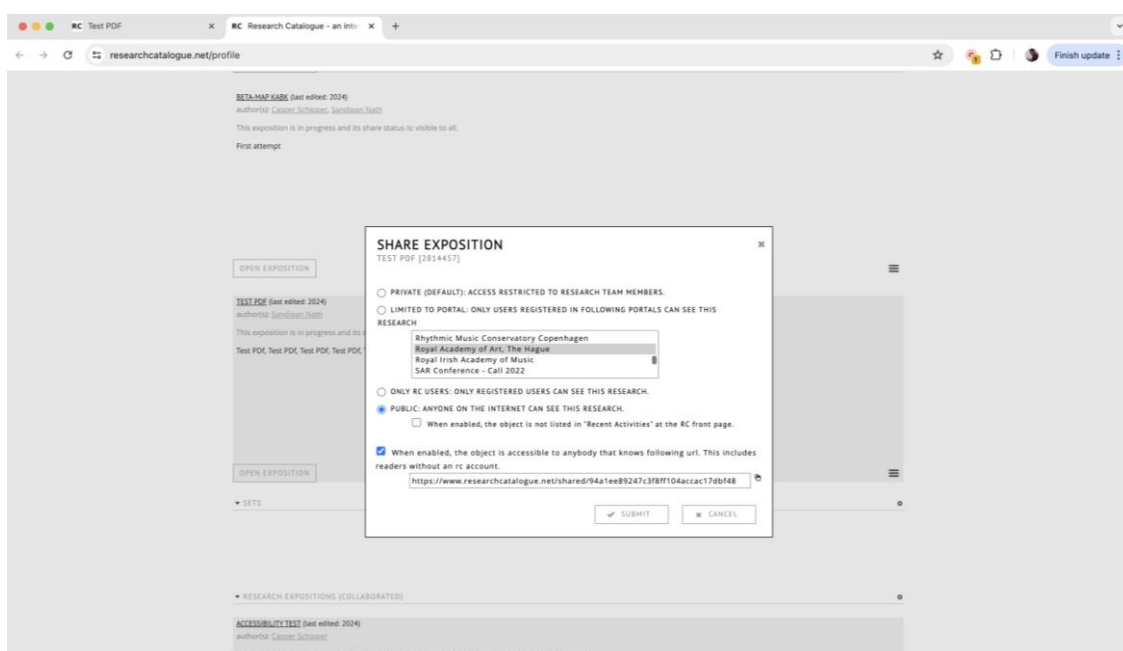 RC Test PDF
RC Research Catalogue - an inte
researchcatalogue.net/profile
Finish update
BETA-MAP KABK (last edited: 2024)
author(s): Casper Schipper, Sandipan Nath
This exposition is in progress and its share status is: visible to all.
First attempt
OPEN EXPOSITION
TEST PDF (last edited: 2024)
author(s): Sandipan Nath
This exposition is in progress and its s
Test PDF, Test PDF, Test PDF, Test PDF,
OPEN EXPOSITION
SETS
RESEARCH EXPOSITIONS (COLLABORATED)
ACCESSIBILITY TEST (last edited: 2024)
author(s): Casper Schipper
SHARE EXPOSITION
TEST PDF [2814457]
PRIVATE (DEFAULT): ACCESS RESTRICTED TO RESEARCH TEAM MEMBERS.
LIMITED TO PORTAL: ONLY USERS REGISTERED IN FOLLOWING PORTALS CAN SEE THIS
RESEARCH
Rhythmic Music Conservatory Copenhagen
Royal Academy of Art, The Hague
Royal Irish Academy of Music
SAR Conference - Call 2022
ONLY RC USERS: ONLY REGISTERED USERS CAN SEE THIS RESEARCH.
PUBLIC: ANYONE ON THE INTERNET CAN SEE THIS RESEARCH.
When enabled, the object is not listed in "Recent Activities" at the RC front page.
When enabled, the object is accessible to anybody that knows following url. This includes
readers without an rc account.
https://www.researchcatalogue.net/shared/94a1ee89247c3f8ff104accac17dbf48
SUBMIT
CANCEL